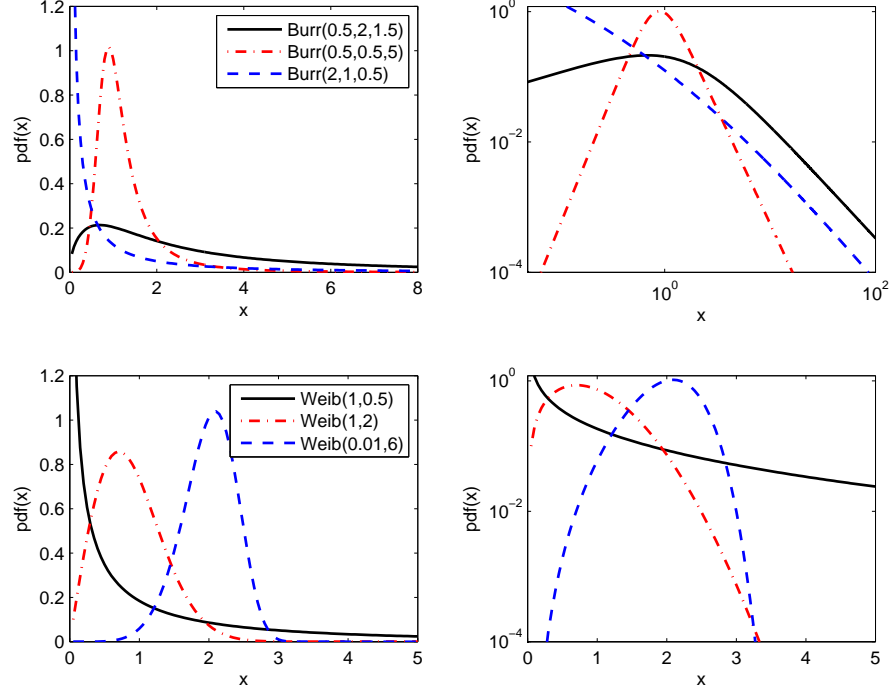 1.2
1
0.8
0.6
0.4
0.2
0
pdf(x)
0 2 4 6 8
x
Burr(0.5,2,1.5)
Burr(0.5,0.5,5)
Burr(2,1,0.5)
10^0
10^−2
10^−4
pdf(x)
10^0 10^2
x
1.2
1
0.8
0.6
0.4
0.2
0
pdf(x)
0 1 2 3 4 5
x
Weib(1,0.5)
Weib(1,2)
Weib(0.01,6)
10^0
10^−2
10^−4
pdf(x)
0 1 2 3 4 5
x